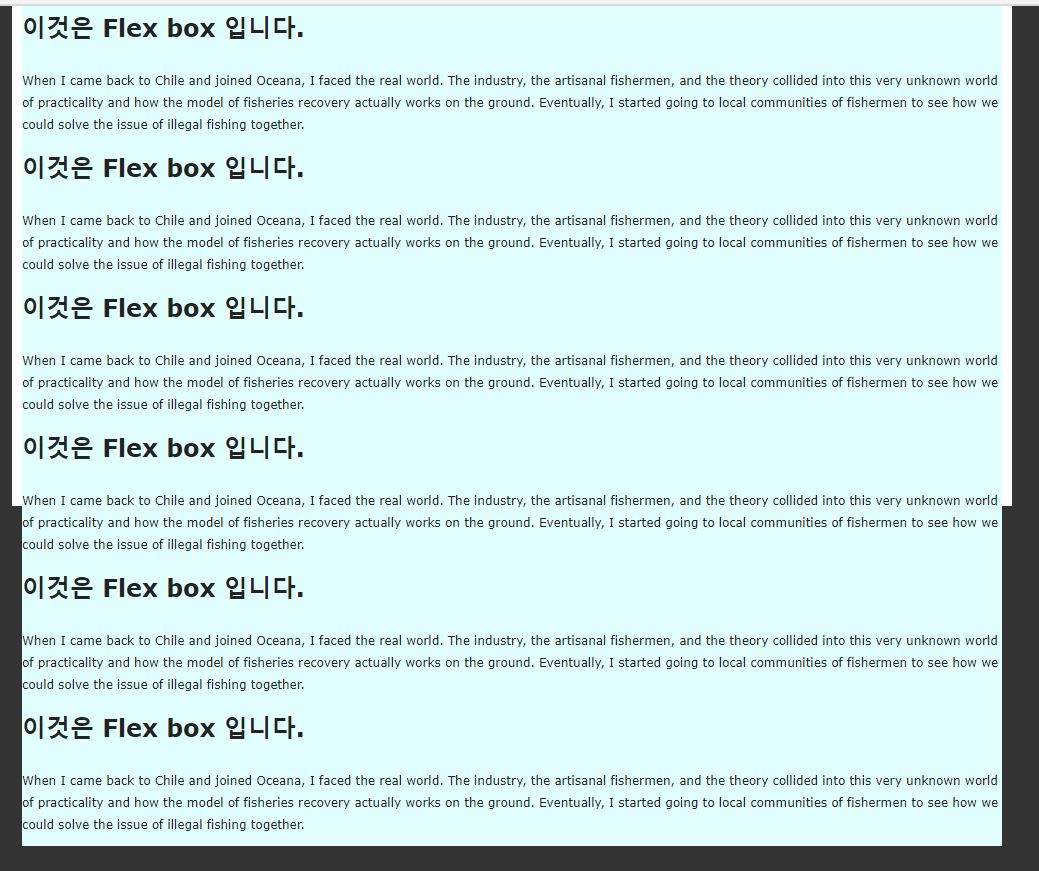 이것은 Flex box 입니다.
When I came back to Chile and joined Oceana, I faced the real world. The industry, the artisanal fishermen, and the theory collided into this very unknown world
of practicality and how the model of fisheries recovery actually works on the ground. Eventually, I started going to local communities of fishermen to see how we
could solve the issue of illegal fishing together.
이것은 Flex box 입니다.
When I came back to Chile and joined Oceana, I faced the real world. The industry, the artisanal fishermen, and the theory collided into this very unknown world
of practicality and how the model of fisheries recovery actually works on the ground. Eventually, I started going to local communities of fishermen to see how we
could solve the issue of illegal fishing together.
이것은 Flex box 입니다.
When I came back to Chile and joined Oceana, I faced the real world. The industry, the artisanal fishermen, and the theory collided into this very unknown world
of practicality and how the model of fisheries recovery actually works on the ground. Eventually, I started going to local communities of fishermen to see how we
could solve the issue of illegal fishing together.
이것은 Flex box 입니다.
When I came back to Chile and joined Oceana, I faced the real world. The industry, the artisanal fishermen, and the theory collided into this very unknown world
of practicality and how the model of fisheries recovery actually works on the ground. Eventually, I started going to local communities of fishermen to see how we
could solve the issue of illegal fishing together.
이것은 Flex box 입니다.
When I came back to Chile and joined Oceana, I faced the real world. The industry, the artisanal fishermen, and the theory collided into this very unknown world
of practicality and how the model of fisheries recovery actually works on the ground. Eventually, I started going to local communities of fishermen to see how we
could solve the issue of illegal fishing together.
이것은 Flex box 입니다.
When I came back to Chile and joined Oceana, I faced the real world. The industry, the artisanal fishermen, and the theory collided into this very unknown world
of practicality and how the model of fisheries recovery actually works on the ground. Eventually, I started going to local communities of fishermen to see how we
could solve the issue of illegal fishing together.